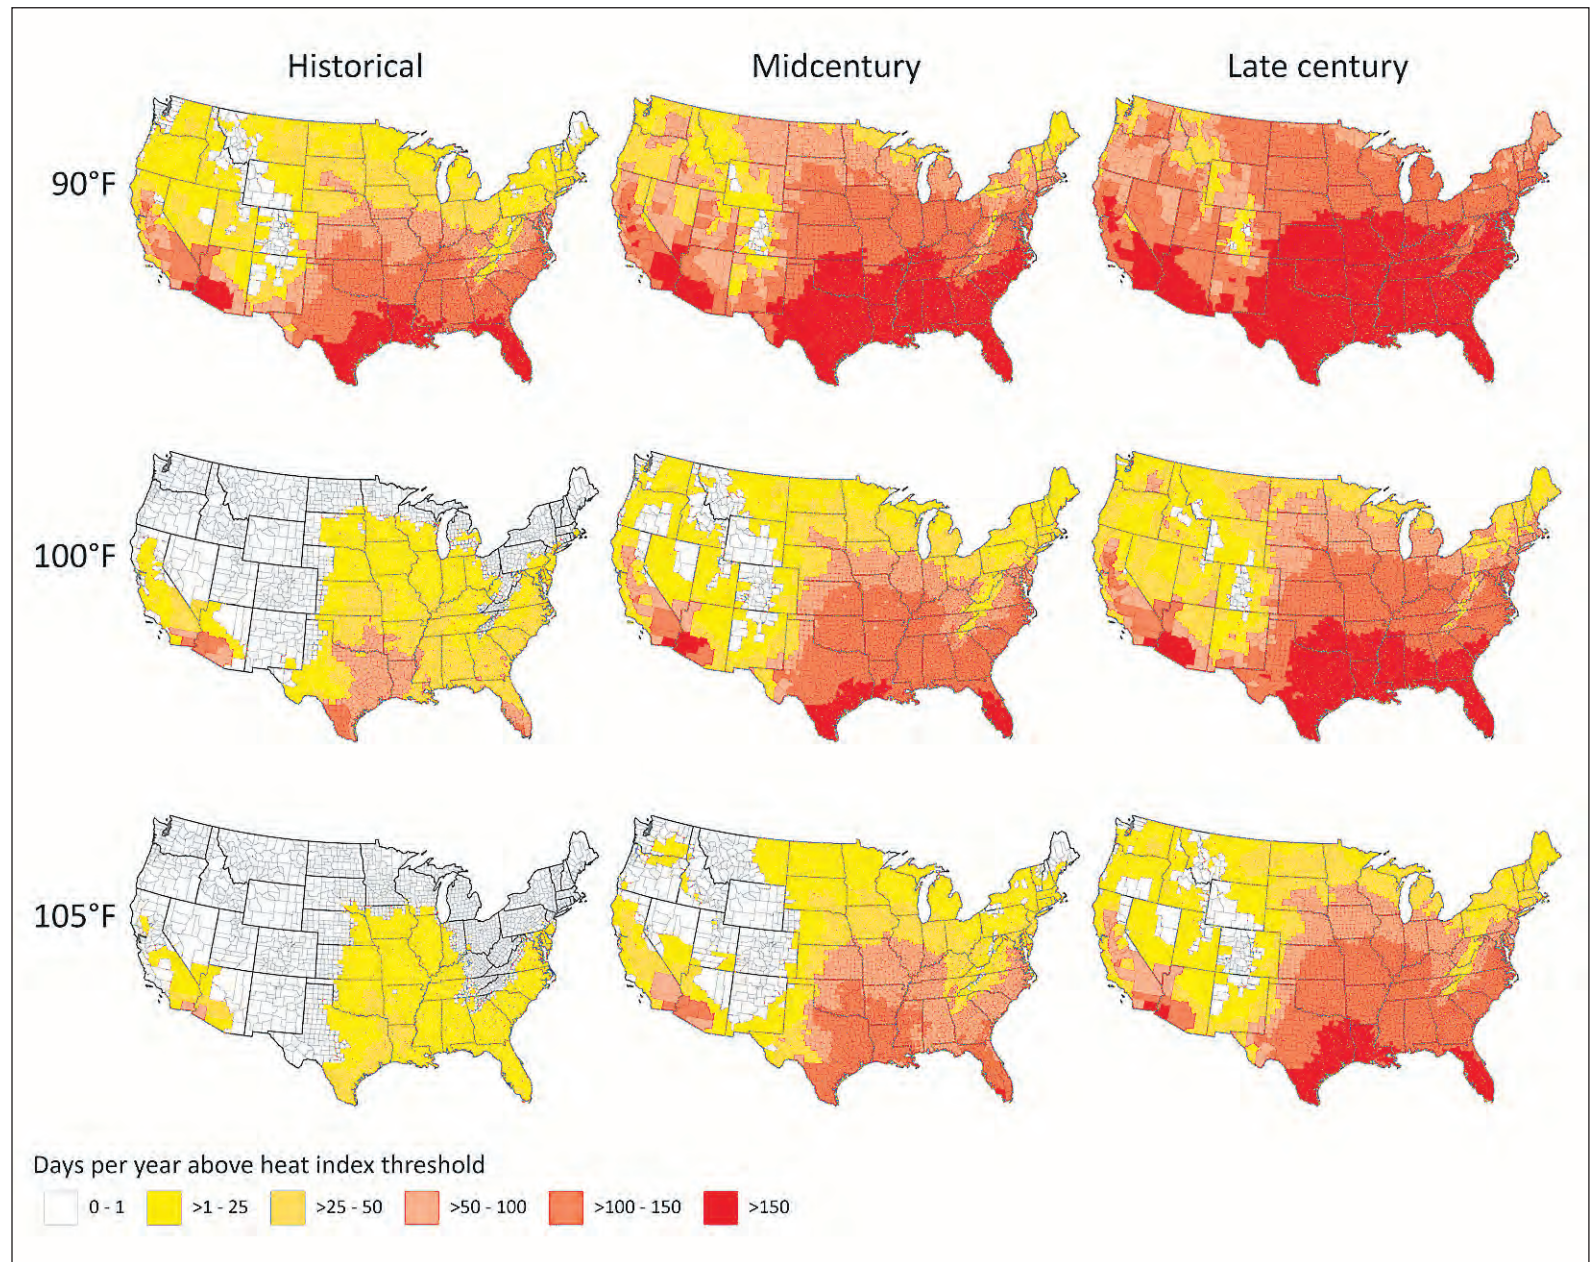 Historical
Midcentury
Late century
90°F
100°F
105°F
Days per year above heat index threshold
0 - 1
>1 - 25
>25 - 50
>50 - 100
>100 - 150
>150